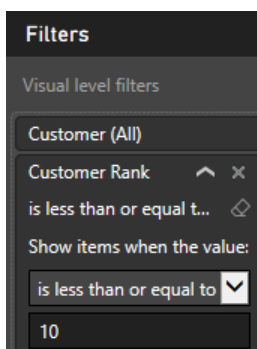 Filters
Visual level filters
Customer (All)
Customer Rank
is less than or equal t...
Show items when the value:
is less than or equal to
10